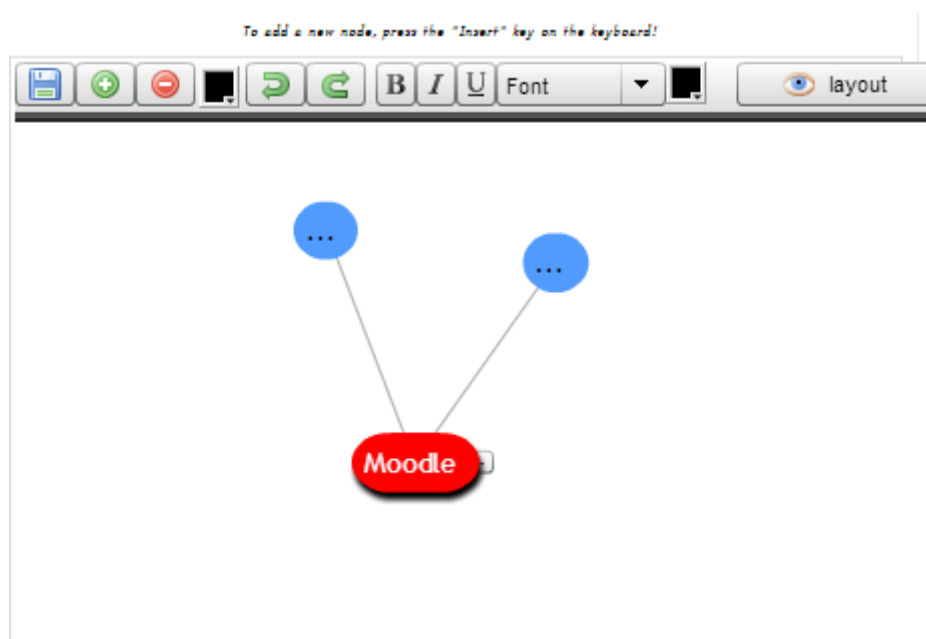 To add a new node, press the "Insert" key on the keyboard!
B I U Font layout
...
...
Moodle